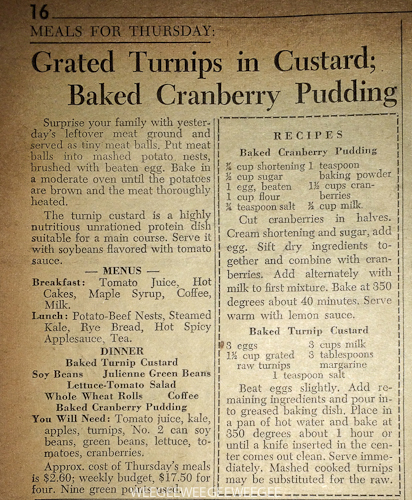 16
MEALS FOR THURSDAY:
Grated Turnips in Custard;
Baked Cranberry Pudding
Surprise your family with yester-
day's leftover meat ground and
served as tiny meat balls. Put meat
balls into mashed potato nests,
brushed with beaten egg. Bake in
a moderate oven until the potatoes
are brown and the meat thoroughly
heated.
The turnip custard is a highly
nutritious unrationed protein dish
suitable for a main course. Serve it
with soybeans flavored with tomato
sauce.
— MENUS —
Breakfast: Tomato Juice, Hot
Cakes, Maple Syrup, Coffee,
Milk.
Lunch: Potato-Beef Nests, Steamed
Kale, Rye Bread, Hot Spicy
Applesauce, Tea.
DINNER
Baked Turnip Custard
Soy Beans Julienne Green Beans
Lettuce-Tomato Salad
Whole Wheat Rolls Coffee
Baked Cranberry Pudding
You Will Need: Tomato juice, kale,
apples, turnips, No. 2 can soy
beans, green beans, lettuce, to-
matoes, cranberries.
Approx. cost of Thursday's meals
is $2.60; weekly budget, $17.50 for
four. Nine green points used.
RECIPES
Baked Cranberry Pudding
cup shortening 1 teaspoon
cup sugar baking powder
1 egg, beaten 1½ cups cran-
1 cup flour berries
teaspoon salt cup milk
Cut cranberries in halves.
Cream shortening and sugar, add
egg. Sift dry ingredients to-
gether and combine with cran-
berries. Add alternately with
milk to first mixture. Bake at 350
degrees about 40 minutes. Serve
warm with lemon sauce.
Baked Turnip Custard
3 eggs 3 cups milk
1½ cup grated 3 tablespoons
raw turnips margarine
1 teaspoon salt
Beat eggs slightly. Add re-
maining ingredients and pour in-
to greased baking dish. Place in
a pan of hot water and bake at
350 degrees about 1 hour or
until a knife inserted in the cen-
ter comes out clean. Serve imme-
diately. Mashed cooked turnips
may be substituted for the raw.